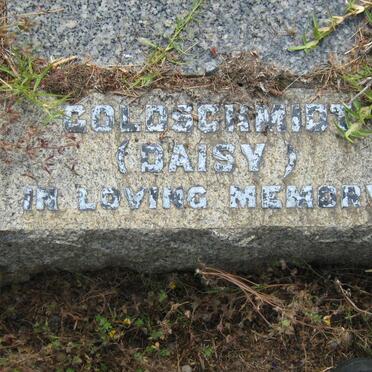 GOLDSCHMIDT
(DAISY)
IN LOVING MEMORY